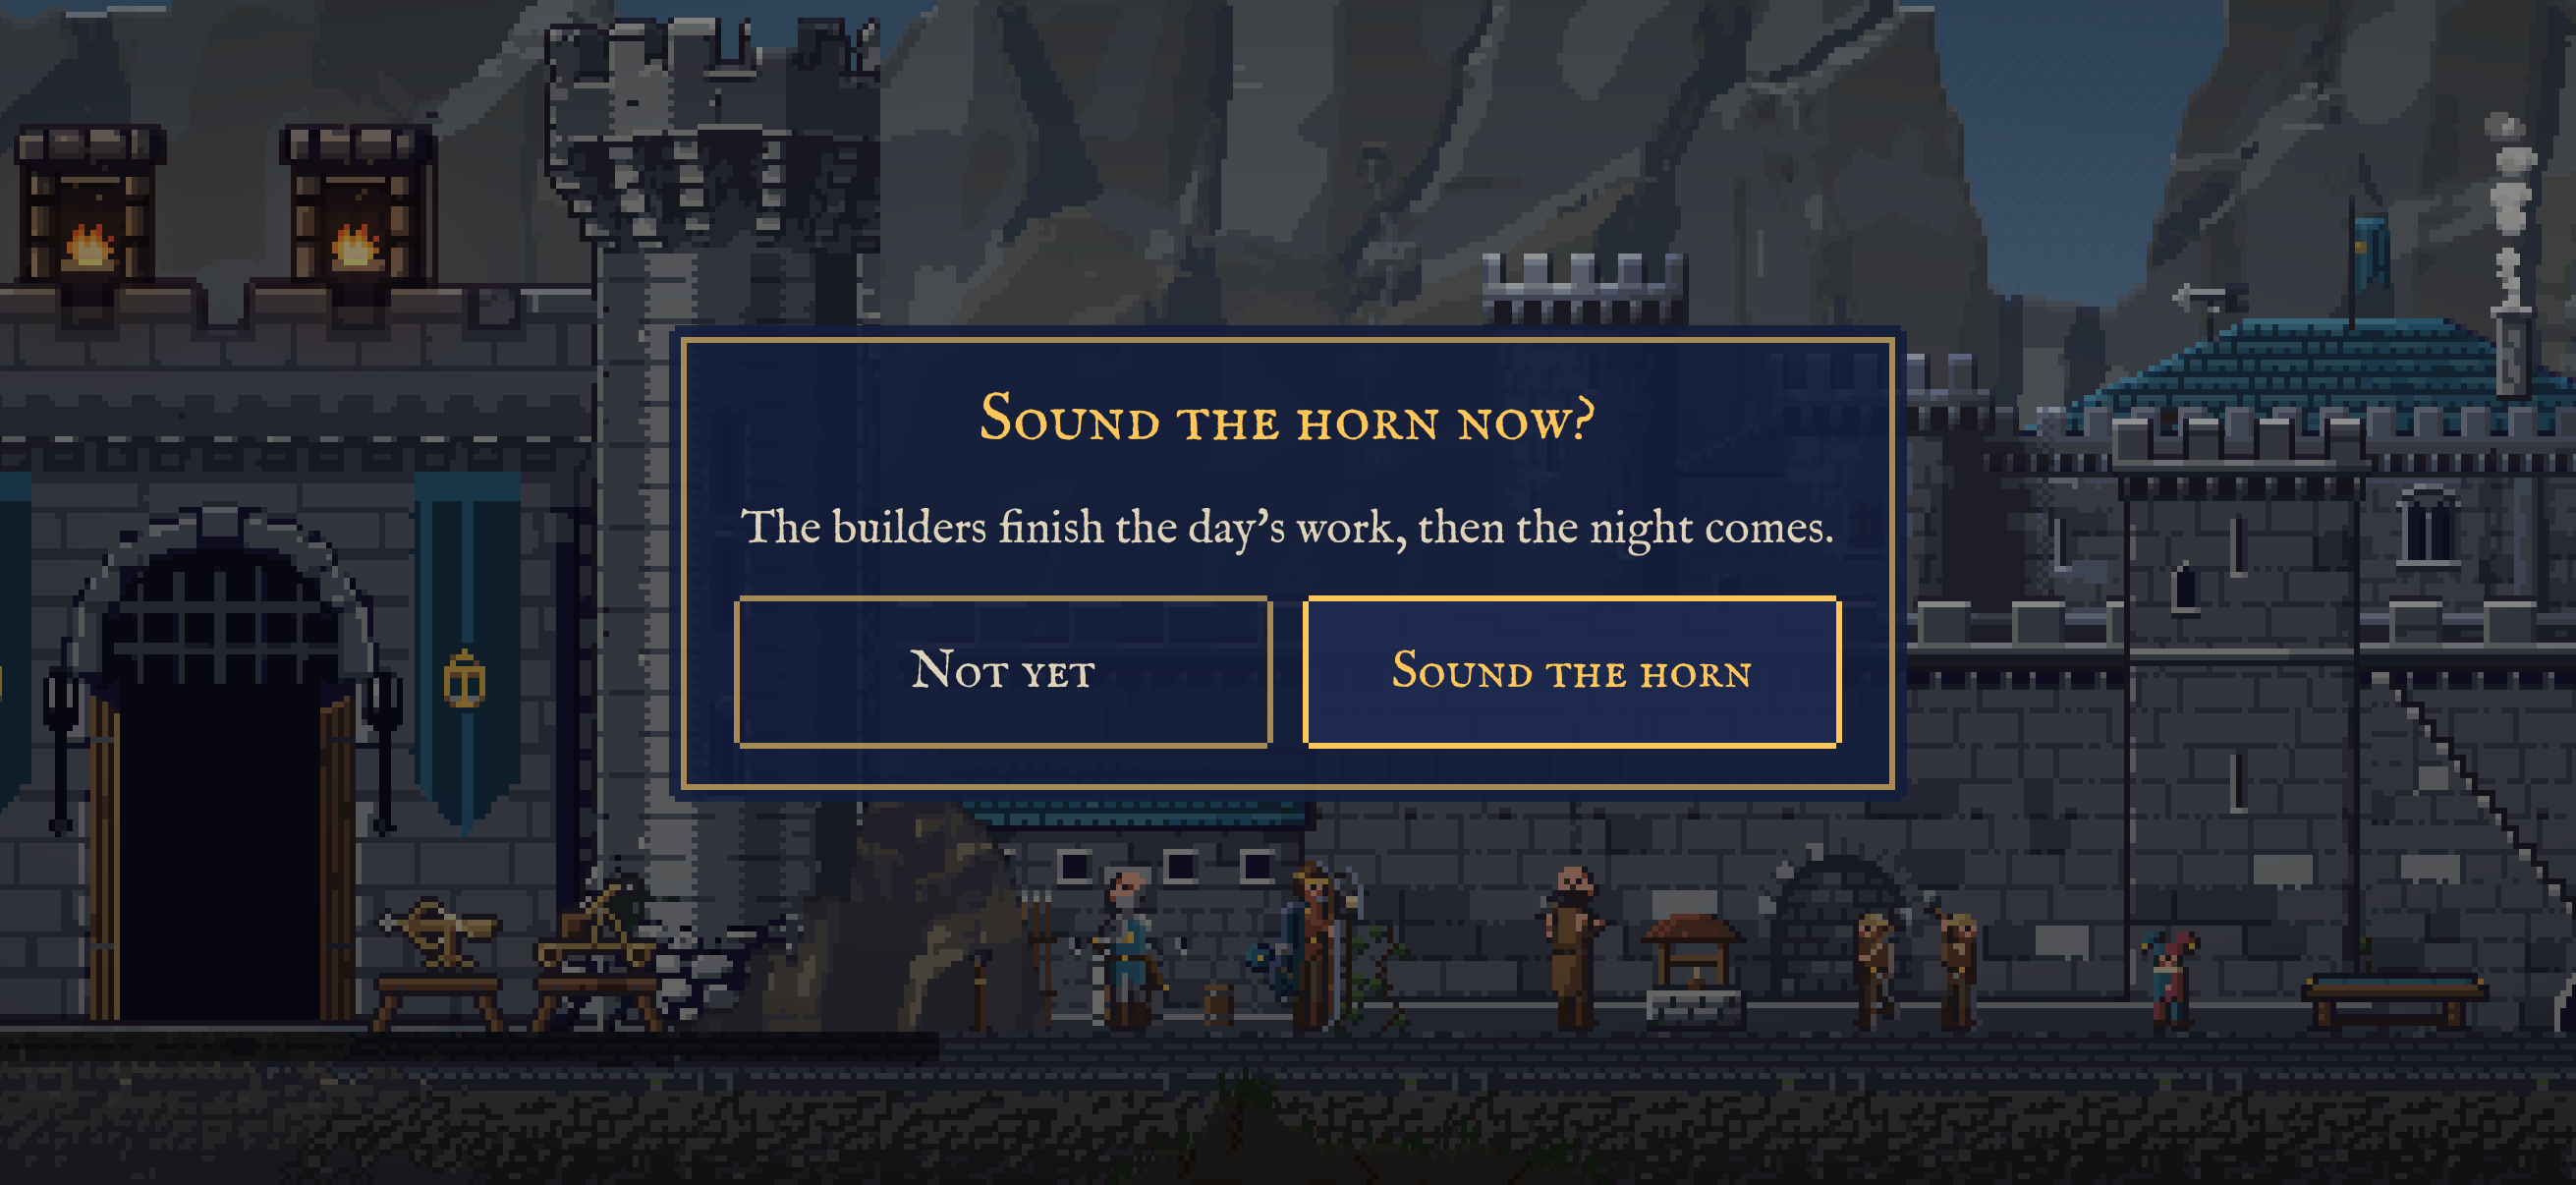 Sound the horn now?
The builders finish the day’s work, then the night comes.
Not yet
Sound the horn